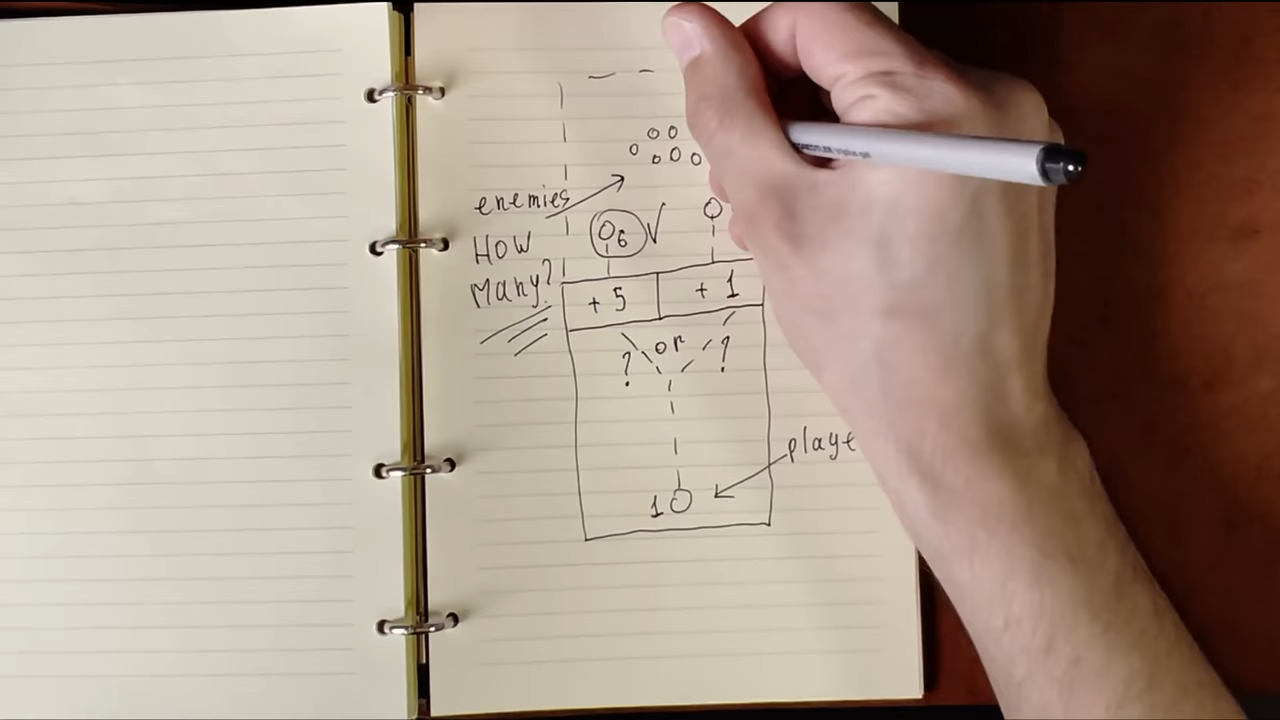 enemies
How
Many?
6
+ 5
+ 1
or
? ?
playe
1